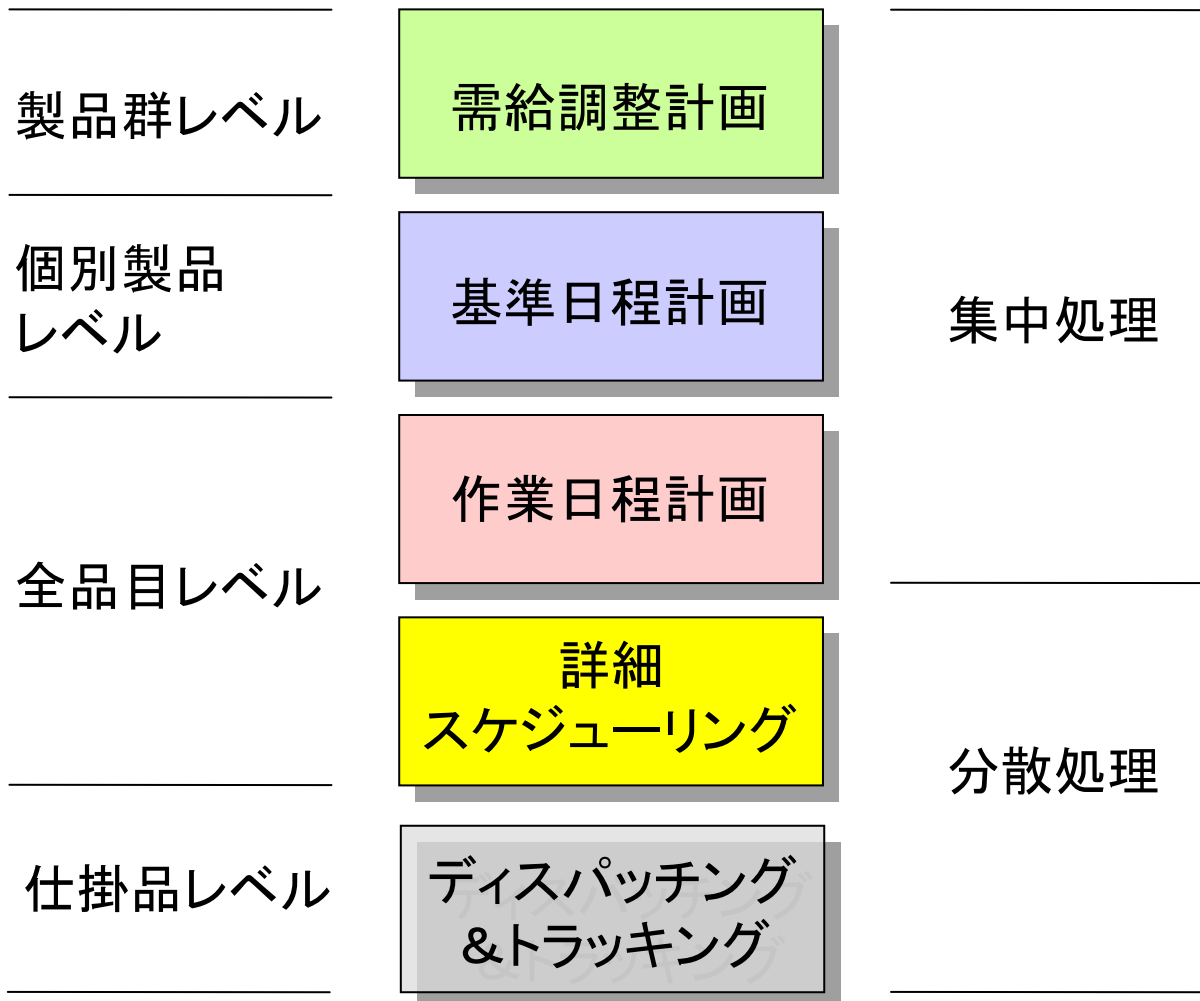 製品群レベル
需給調整計画
個別製品
レベル
基準日程計画
集中処理
作業日程計画
全品目レベル
詳細
スケジューリング
分散処理
仕掛品レベル
ディスパッチング
&トラッキング